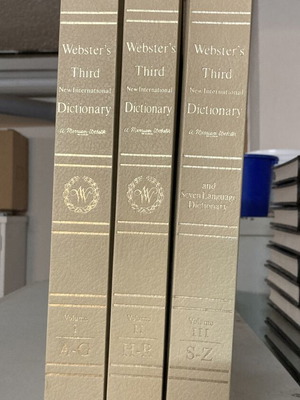 Webster's
Third
New International
Dictionary
a Merriam-Webster
Volume
I
A-G
Webster's
Third
New International
Dictionary
a Merriam-Webster
Volume
II
H-R
Webster's
Third
New International
Dictionary
a Merriam-Webster
and
Seven Language
Dictionary
Volume
III
S-Z